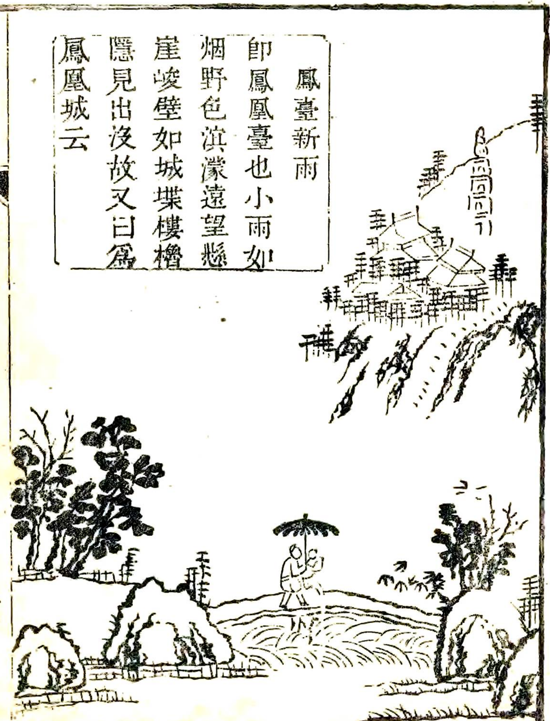 鳳臺新雨
即鳳凰臺也小雨如
烟野色溟濛遠望懸
崖峻壁如城堞樓櫓
隱見出沒故又曰爲
鳳凰城云